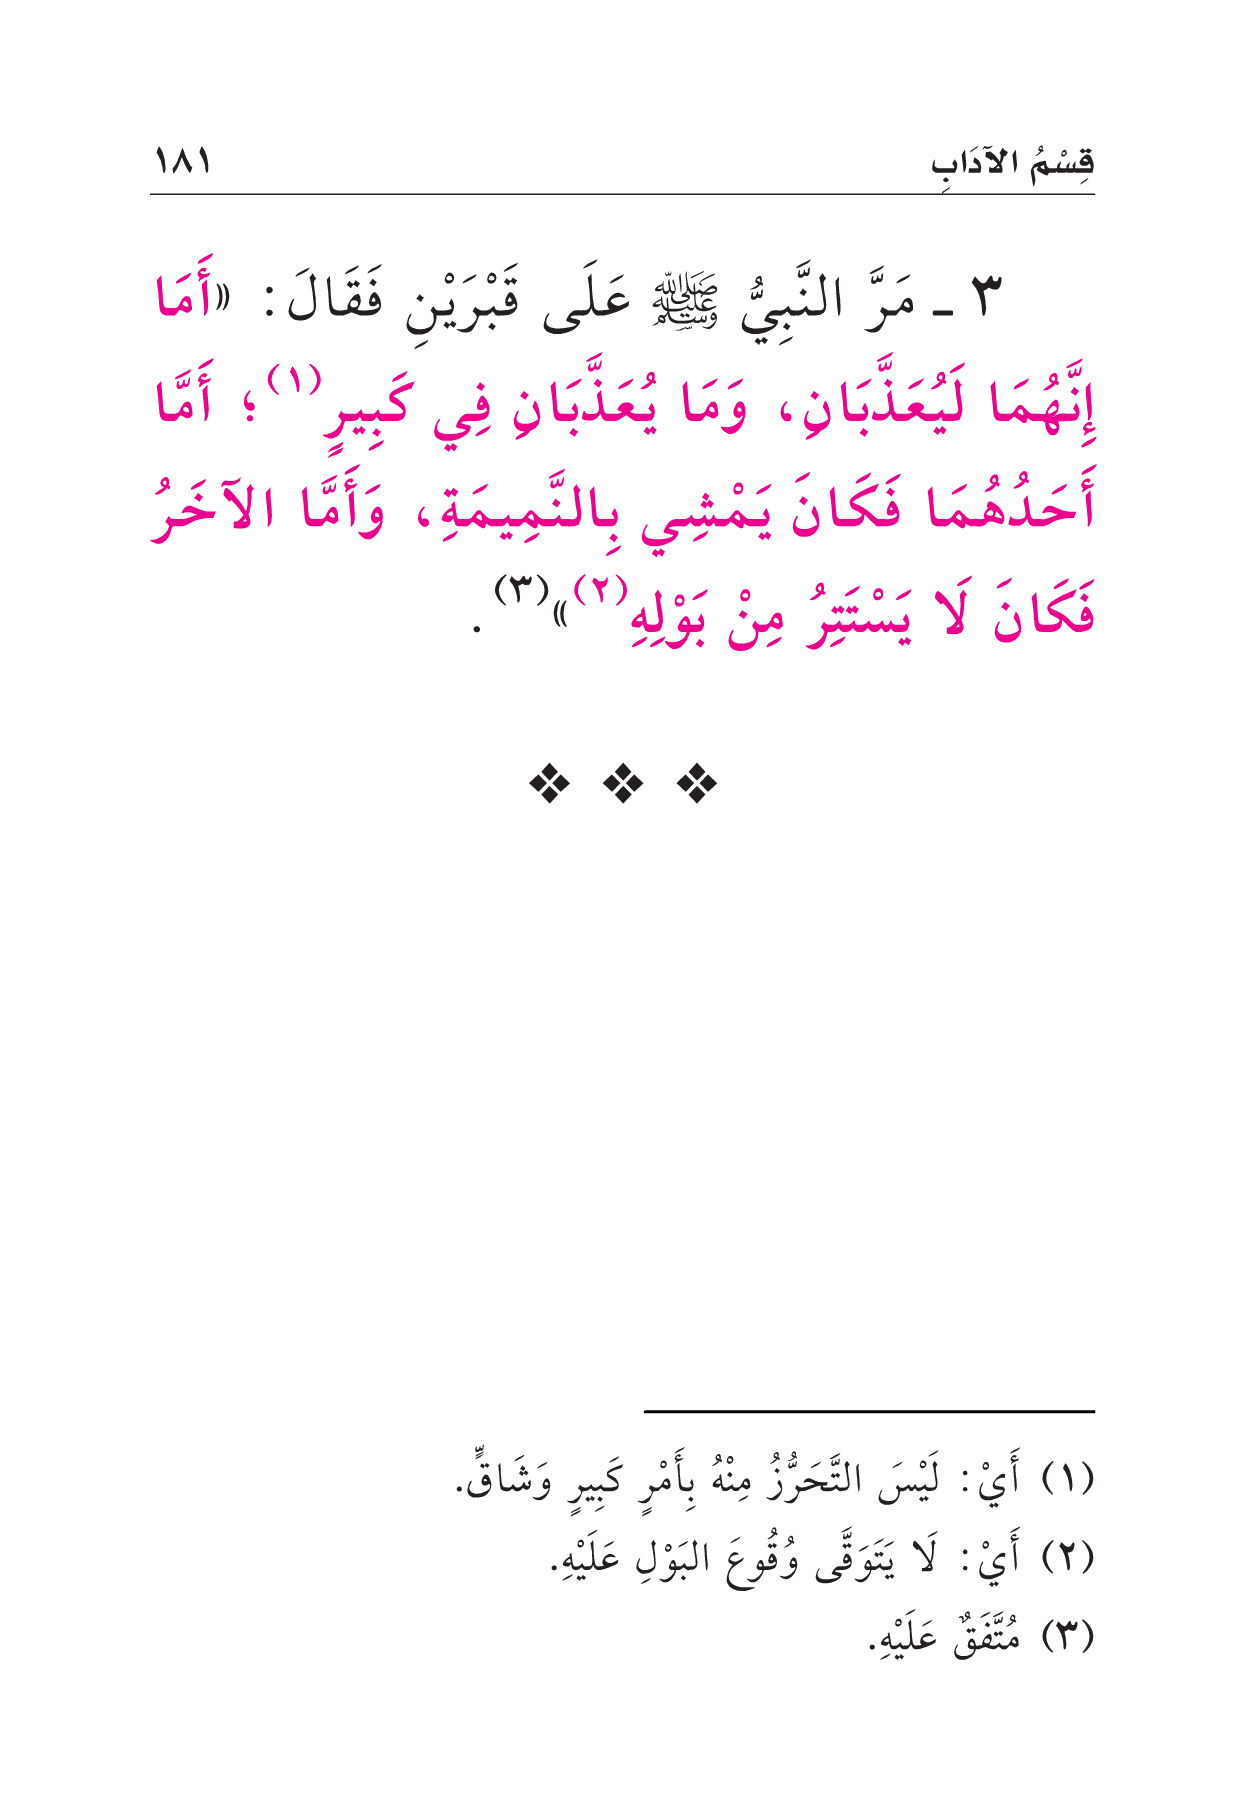 قِسْمُ الآدَابِ ١٨١
٣ ـ مَرَّ النَّبِيُّ ﷺ عَلَى قَبْرَيْنِ فَقَالَ: «أَمَا
إِنَّهُمَا لَيُعَذَّبَانِ، وَمَا يُعَذَّبَانِ فِي كَبِيرٍ(١)؛ أَمَّا
أَحَدُهُمَا فَكَانَ يَمْشِي بِالنَّمِيمَةِ، وَأَمَّا الآخَرُ
فَكَانَ لَا يَسْتَتِرُ مِنْ بَوْلِهِ(٢)»(٣).
(١) أَيْ: لَيْسَ التَّحَرُّزُ مِنْهُ بِأَمْرٍ كَبِيرٍ وَشَاقٍّ.
(٢) أَيْ: لَا يَتَوَقَّى وُقُوعَ البَوْلِ عَلَيْهِ.
(٣) مُتَّفَقٌ عَلَيْهِ.